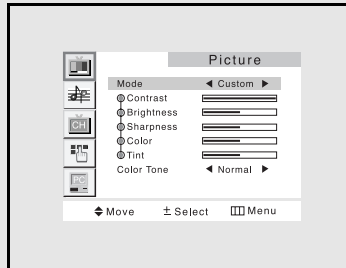 Picture
Mode ◀ Custom ▶
Contrast
Brightness
Sharpness
Color
Tint
Color Tone ◀ Normal ▶
CH
PC
Move ± Select Menu